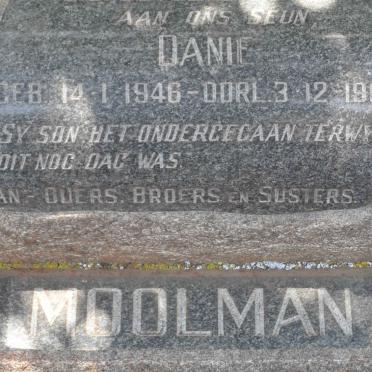 AAN ONS SEUN,
DANIE
GEB. 14·1·1946 - OORL. 3·12·19
SY SON HET ONDERGEGAAN TERWY
DIT NOG DAG WAS.
AN - OUERS, BROERS EN SUSTERS.
MOOLMAN